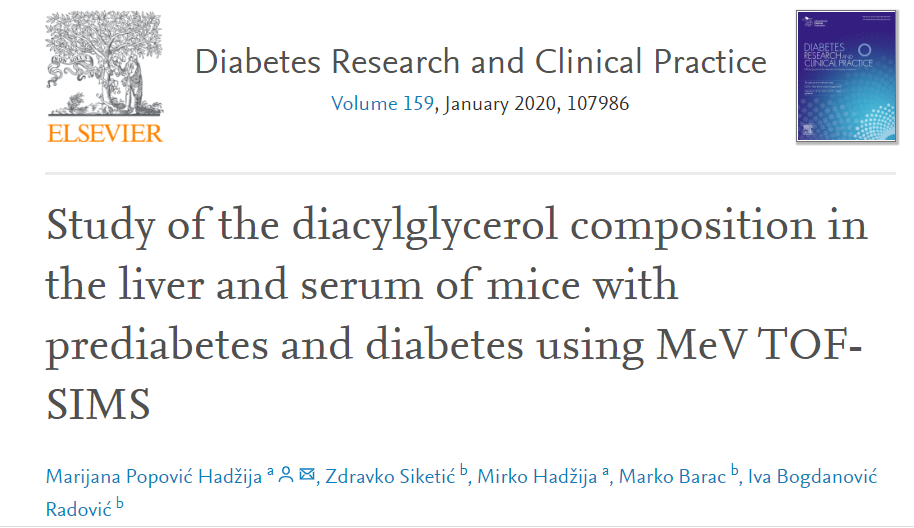 ELSEVIER
Diabetes Research and Clinical Practice
Volume 159, January 2020, 107986
DIABETES
RESEARCH AND
CLINICAL PRACTICE
Study of the diacylglycerol composition in
the liver and serum of mice with
prediabetes and diabetes using MeV TOF-
SIMS
Marijana Popović Hadžija a, Zdravko Siketić b, Mirko Hadžija a, Marko Barac b, Iva Bogdanović
Radović b